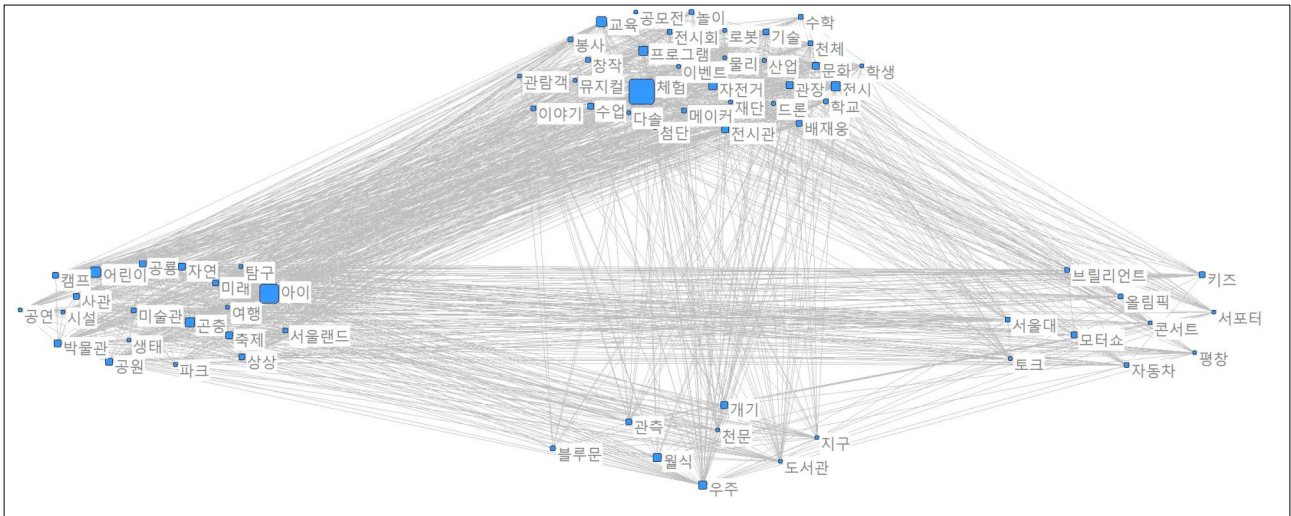 공모전
놀이
교육
수학
전시회
로봇
기술
봉사
천체
프로그램
창작
이벤트
물리
산업
문화
학생
관람객
뮤지컬
체험
자전거
관장
전시
이야기
수업
다솔
메이커
재단
드론
학교
첨단
전시관
배재웅
캠프
어린이
공룡
자연
탐구
미래
아이
사관
공연
시설
미술관
여행
곤충
박물관
생태
축제
서울랜드
공원
파크
상상
브릴리언트
키즈
올림픽
서포터
서울대
콘서트
모터쇼
토크
평창
자동차
개기
관측
천문
지구
블루문
월식
도서관
우주